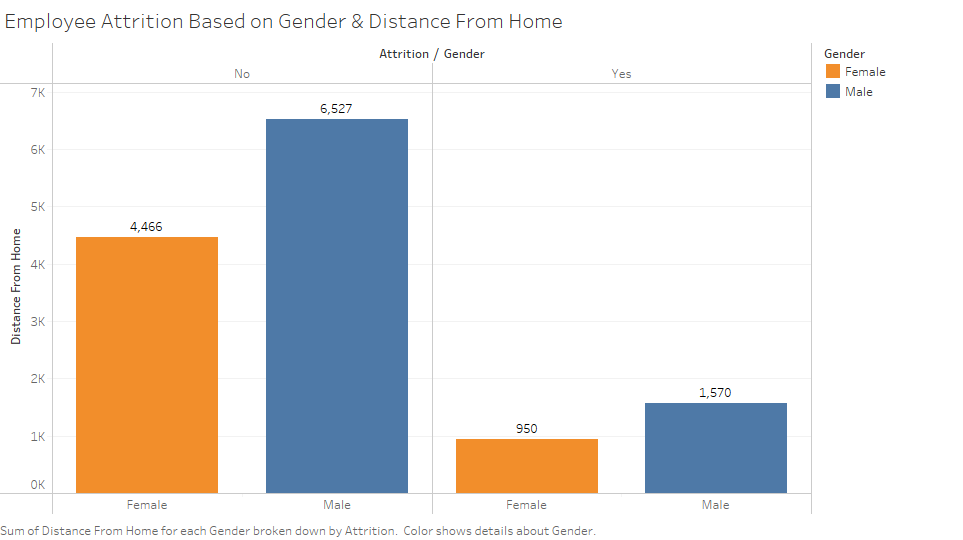 Employee Attrition Based on Gender & Distance From Home
Attrition / Gender
No
Yes
Gender
Female
Male
Distance From Home
7K
6K
5K
4K
3K
2K
1K
0K
4,466
6,527
950
1,570
Female
Male
Female
Male
Sum of Distance From Home for each Gender broken down by Attrition. Color shows details about Gender.